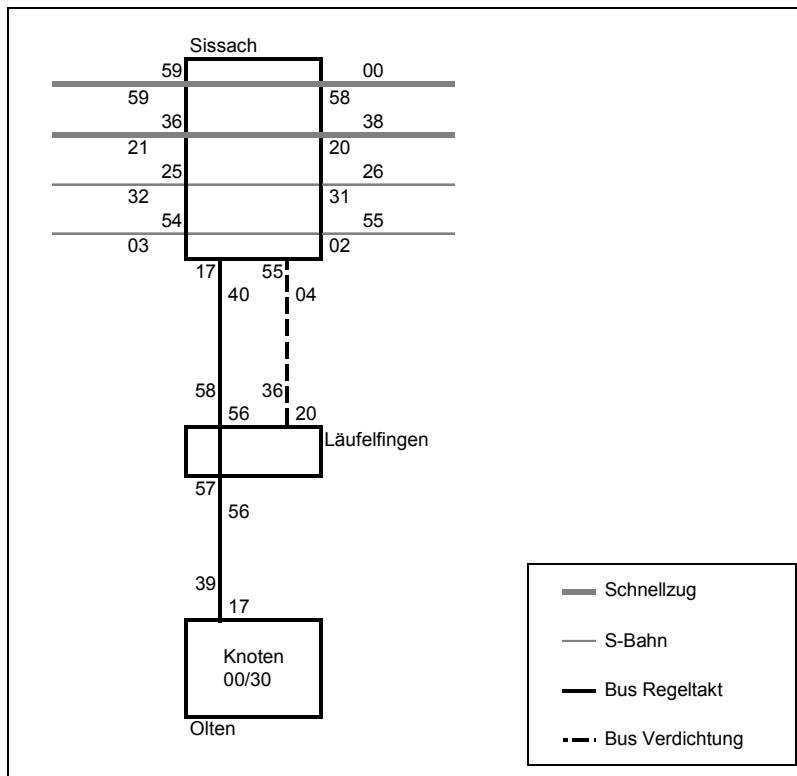 Sissach
59 00
59 58
36 38
21 20
25 26
32 31
54 55
03 02
17 55
40 04
58 36
56 20
Läufelfingen
57
56
39
17
Knoten
00/30
Olten
Schnellzug
S-Bahn
Bus Regeltakt
Bus Verdichtung